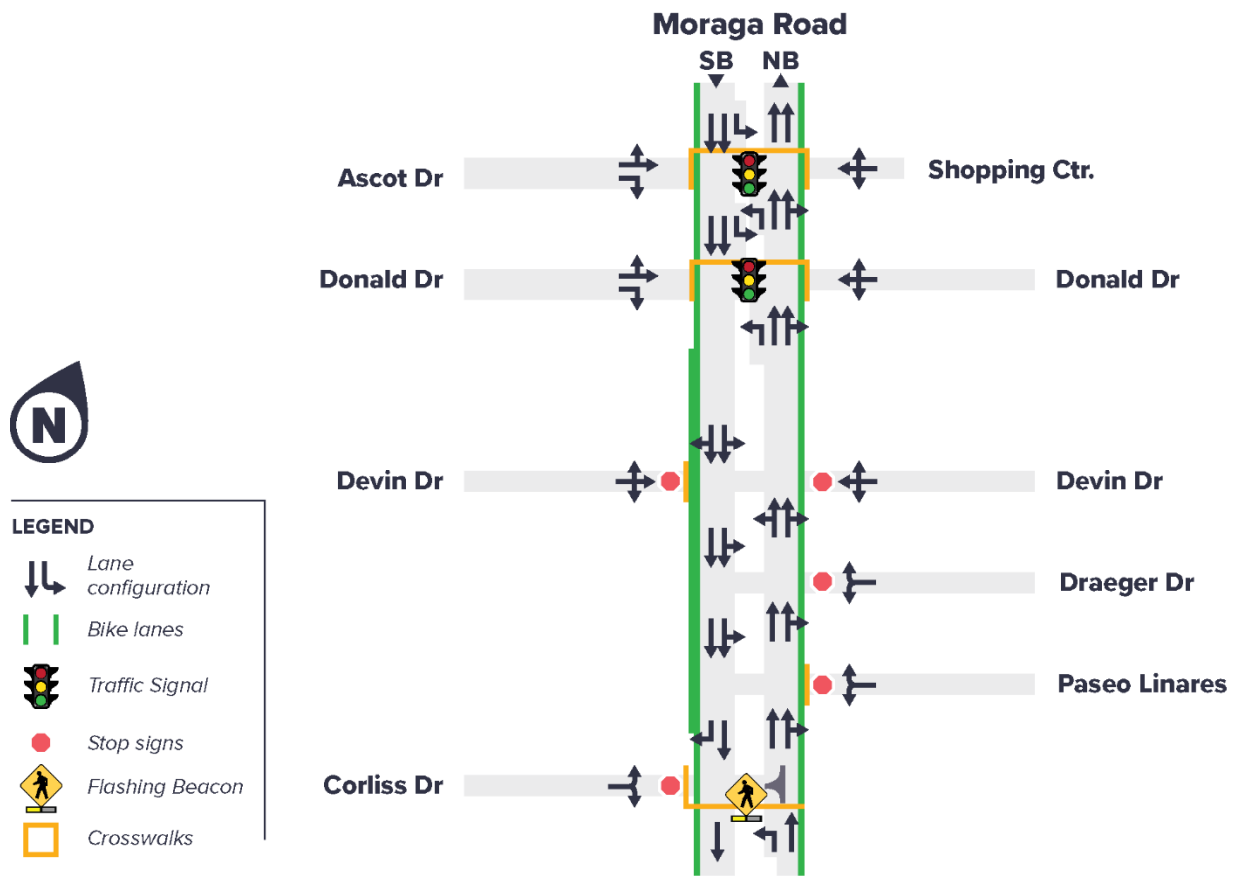 Moraga Road
SB NB
Ascot Dr
Shopping Ctr.
Donald Dr
Donald Dr
N
Devin Dr
Devin Dr
LEGEND
Lane
configuration
Draeger Dr
Bike lanes
Traffic Signal
Paseo Linares
Stop signs
Corliss Dr
Flashing Beacon
Crosswalks